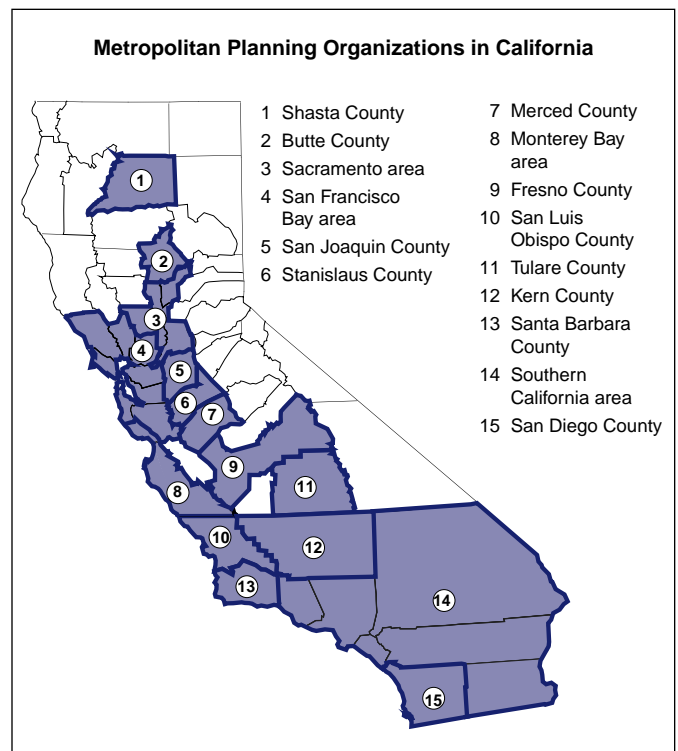 Metropolitan Planning Organizations in California
1 Shasta County
2 Butte County
3 Sacramento area
4 San Francisco
Bay area
5 San Joaquin County
6 Stanislaus County
7 Merced County
8 Monterey Bay
area
9 Fresno County
10 San Luis
Obispo County
11 Tulare County
12 Kern County
13 Santa Barbara
County
14 Southern
California area
15 San Diego County
1
2
3
4
5
6
7
9
11
8
10
12
13
14
15